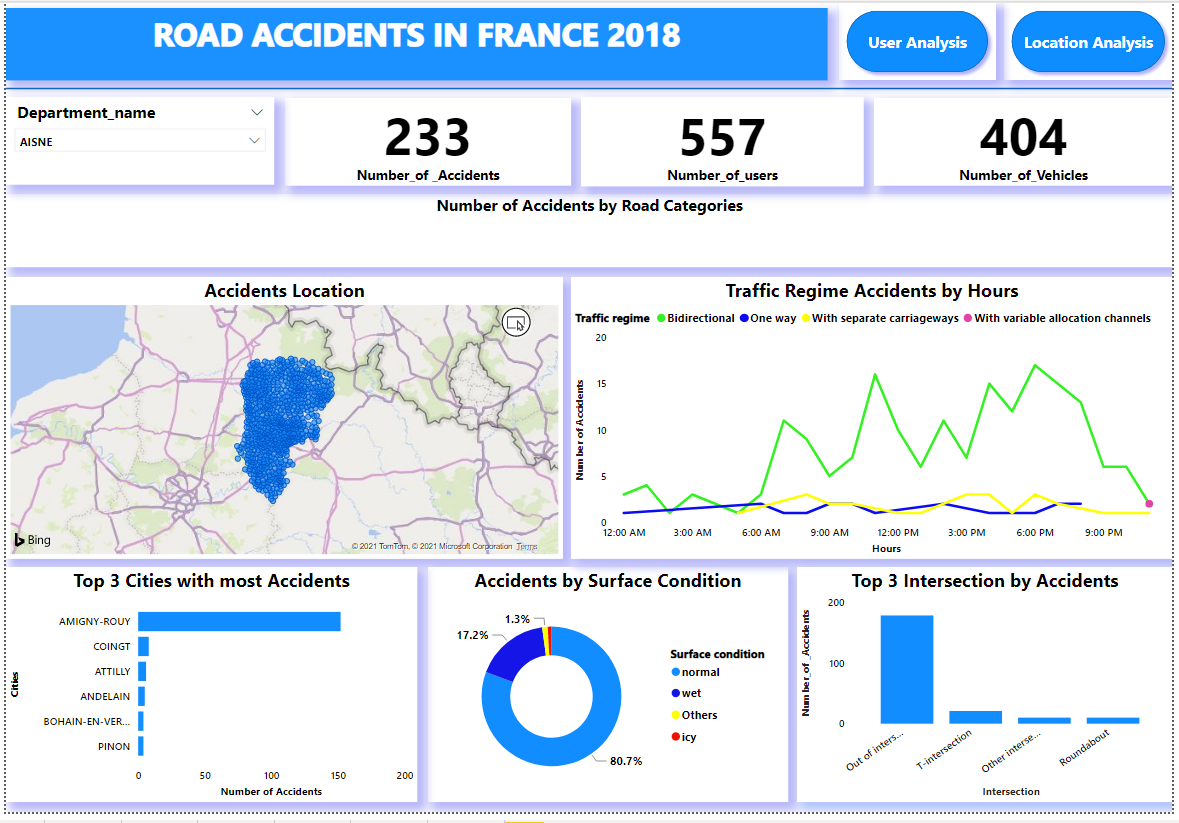 ROAD ACCIDENTS IN FRANCE 2018
User Analysis
Location Analysis
Department_name
AISNE
233
Number_of _Accidents
557
Number_of_users
404
Number_of_Vehicles
Number of Accidents by Road Categories
Accidents Location
Bing
© 2021 TomTom, © 2021 Microsoft Corporation Terms
Traffic Regime Accidents by Hours
Traffic regime Bidirectional One way With separate carriageways With variable allocation channels
Number of Accidents
20
15
10
5
0
12:00 AM 3:00 AM 6:00 AM 9:00 AM 12:00 PM 3:00 PM 6:00 PM 9:00 PM
Hours
Top 3 Cities with most Accidents
Cities
AMIGNY-ROUY
COINGT
ATTILLY
ANDELAIN
BOHAIN-EN-VER...
PINON
0 50 100 150 200
Number of Accidents
Accidents by Surface Condition
1.3%
17.2%
80.7%
Surface condition
normal
wet
Others
icy
Top 3 Intersection by Accidents
Number_of _Accidents
200
100
0
Out of inters...
T-intersection
Other interse...
Roundabout
Intersection